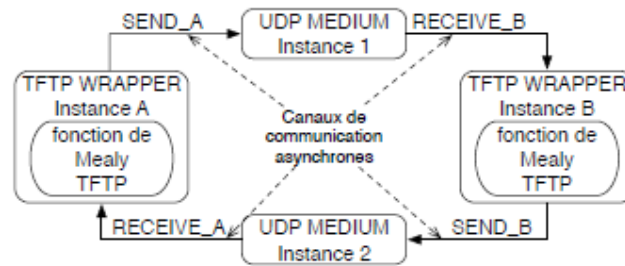 SEND_A
UDP MEDIUM
Instance 1
RECEIVE_B
TFTP WRAPPER
Instance A
fonction de
Mealy
TFTP
Canaux de
communication
asynchrones
TFTP WRAPPER
Instance B
fonction de
Mealy
TFTP
RECEIVE_A
UDP MEDIUM
Instance 2
SEND_B